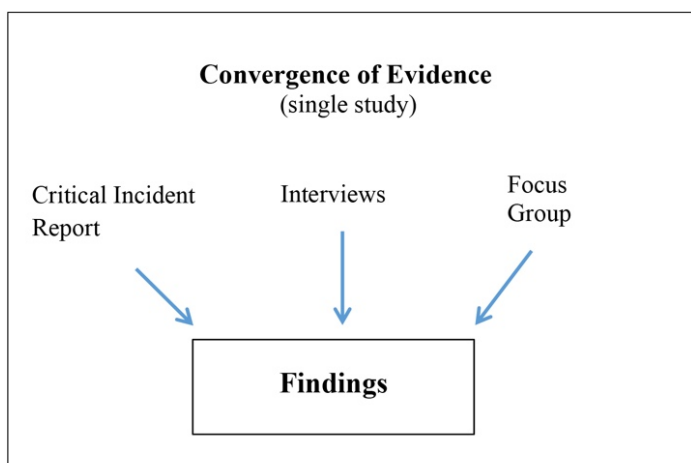 Convergence of Evidence
(single study)
Critical Incident
Report
Interviews
Focus
Group
Findings